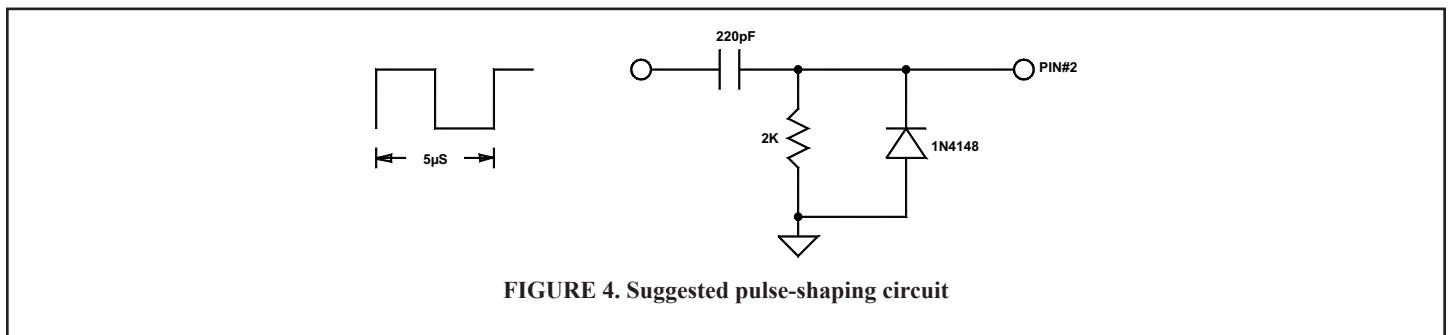 220pF
PIN#2
2K
1N4148
5µS
FIGURE 4. Suggested pulse-shaping circuit